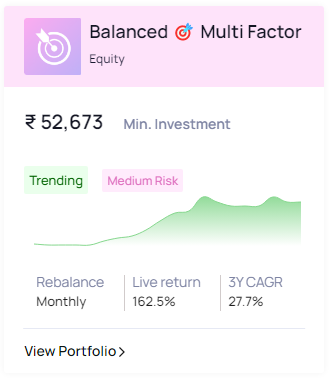 Balanced 🎯 Multi Factor
Equity
₹ 52,673 Min. Investment
Trending Medium Risk
Rebalance Live return 3Y CAGR
Monthly 162.5% 27.7%
View Portfolio